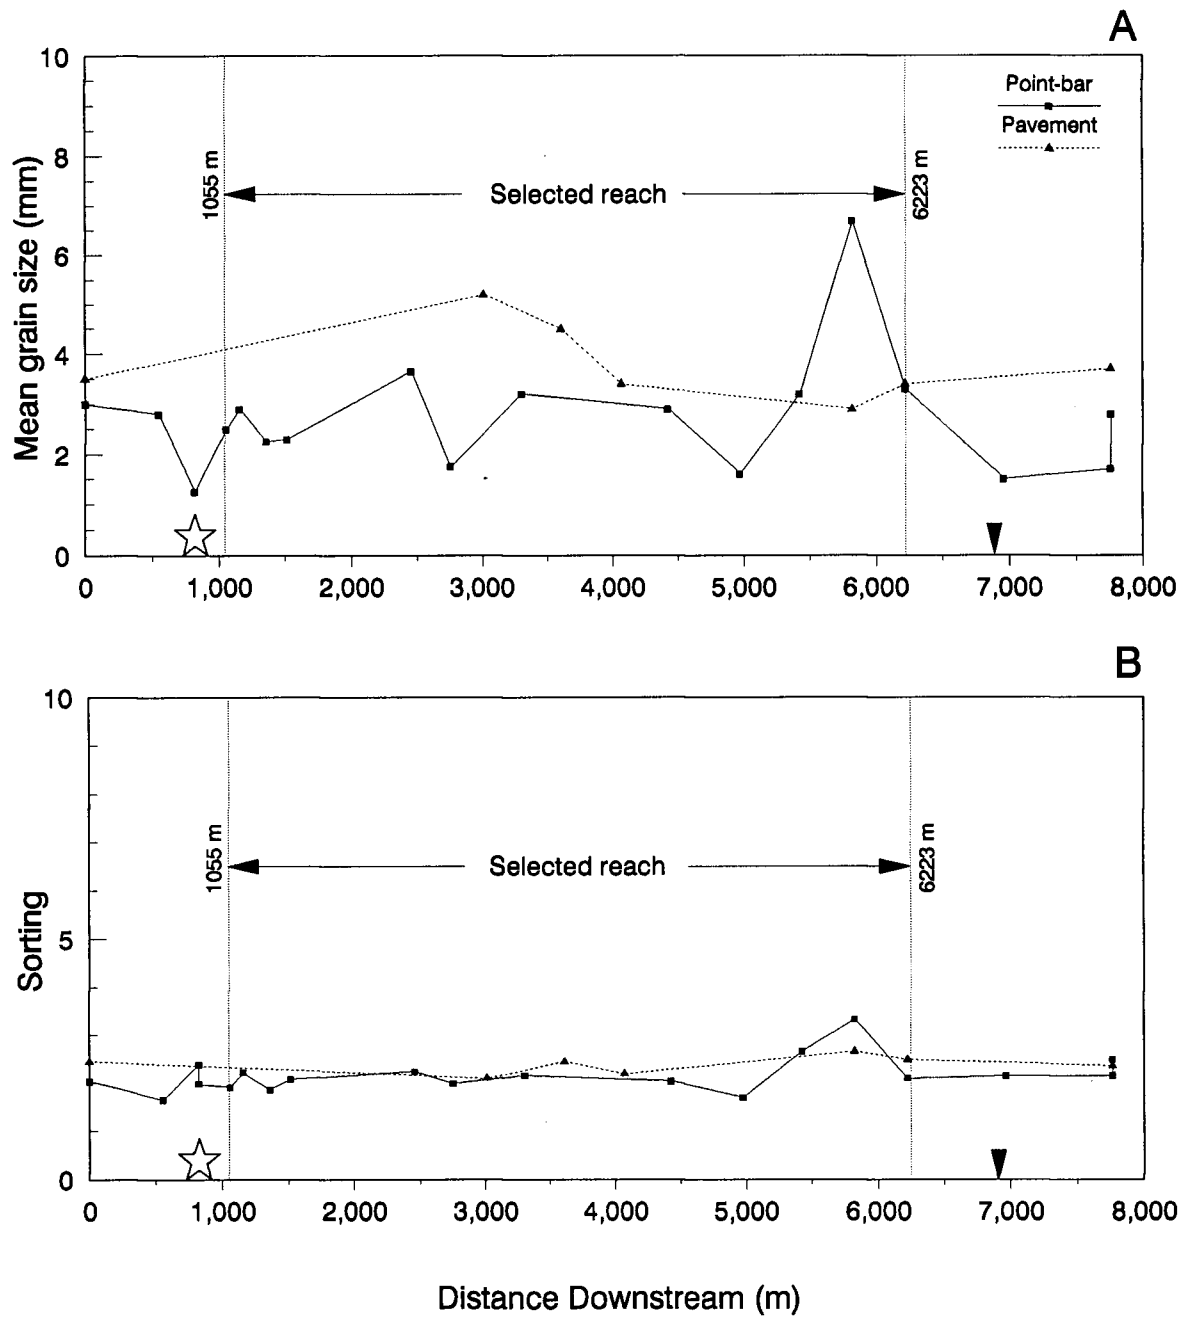 A
10
8
6
4
2
0
Mean grain size (mm)
Point-bar
Pavement
1055 m
Selected reach
6223 m
0 1,000 2,000 3,000 4,000 5,000 6,000 7,000 8,000
B
10
5
0
Sorting
1055 m
Selected reach
6223 m
0 1,000 2,000 3,000 4,000 5,000 6,000 7,000 8,000
Distance Downstream (m)